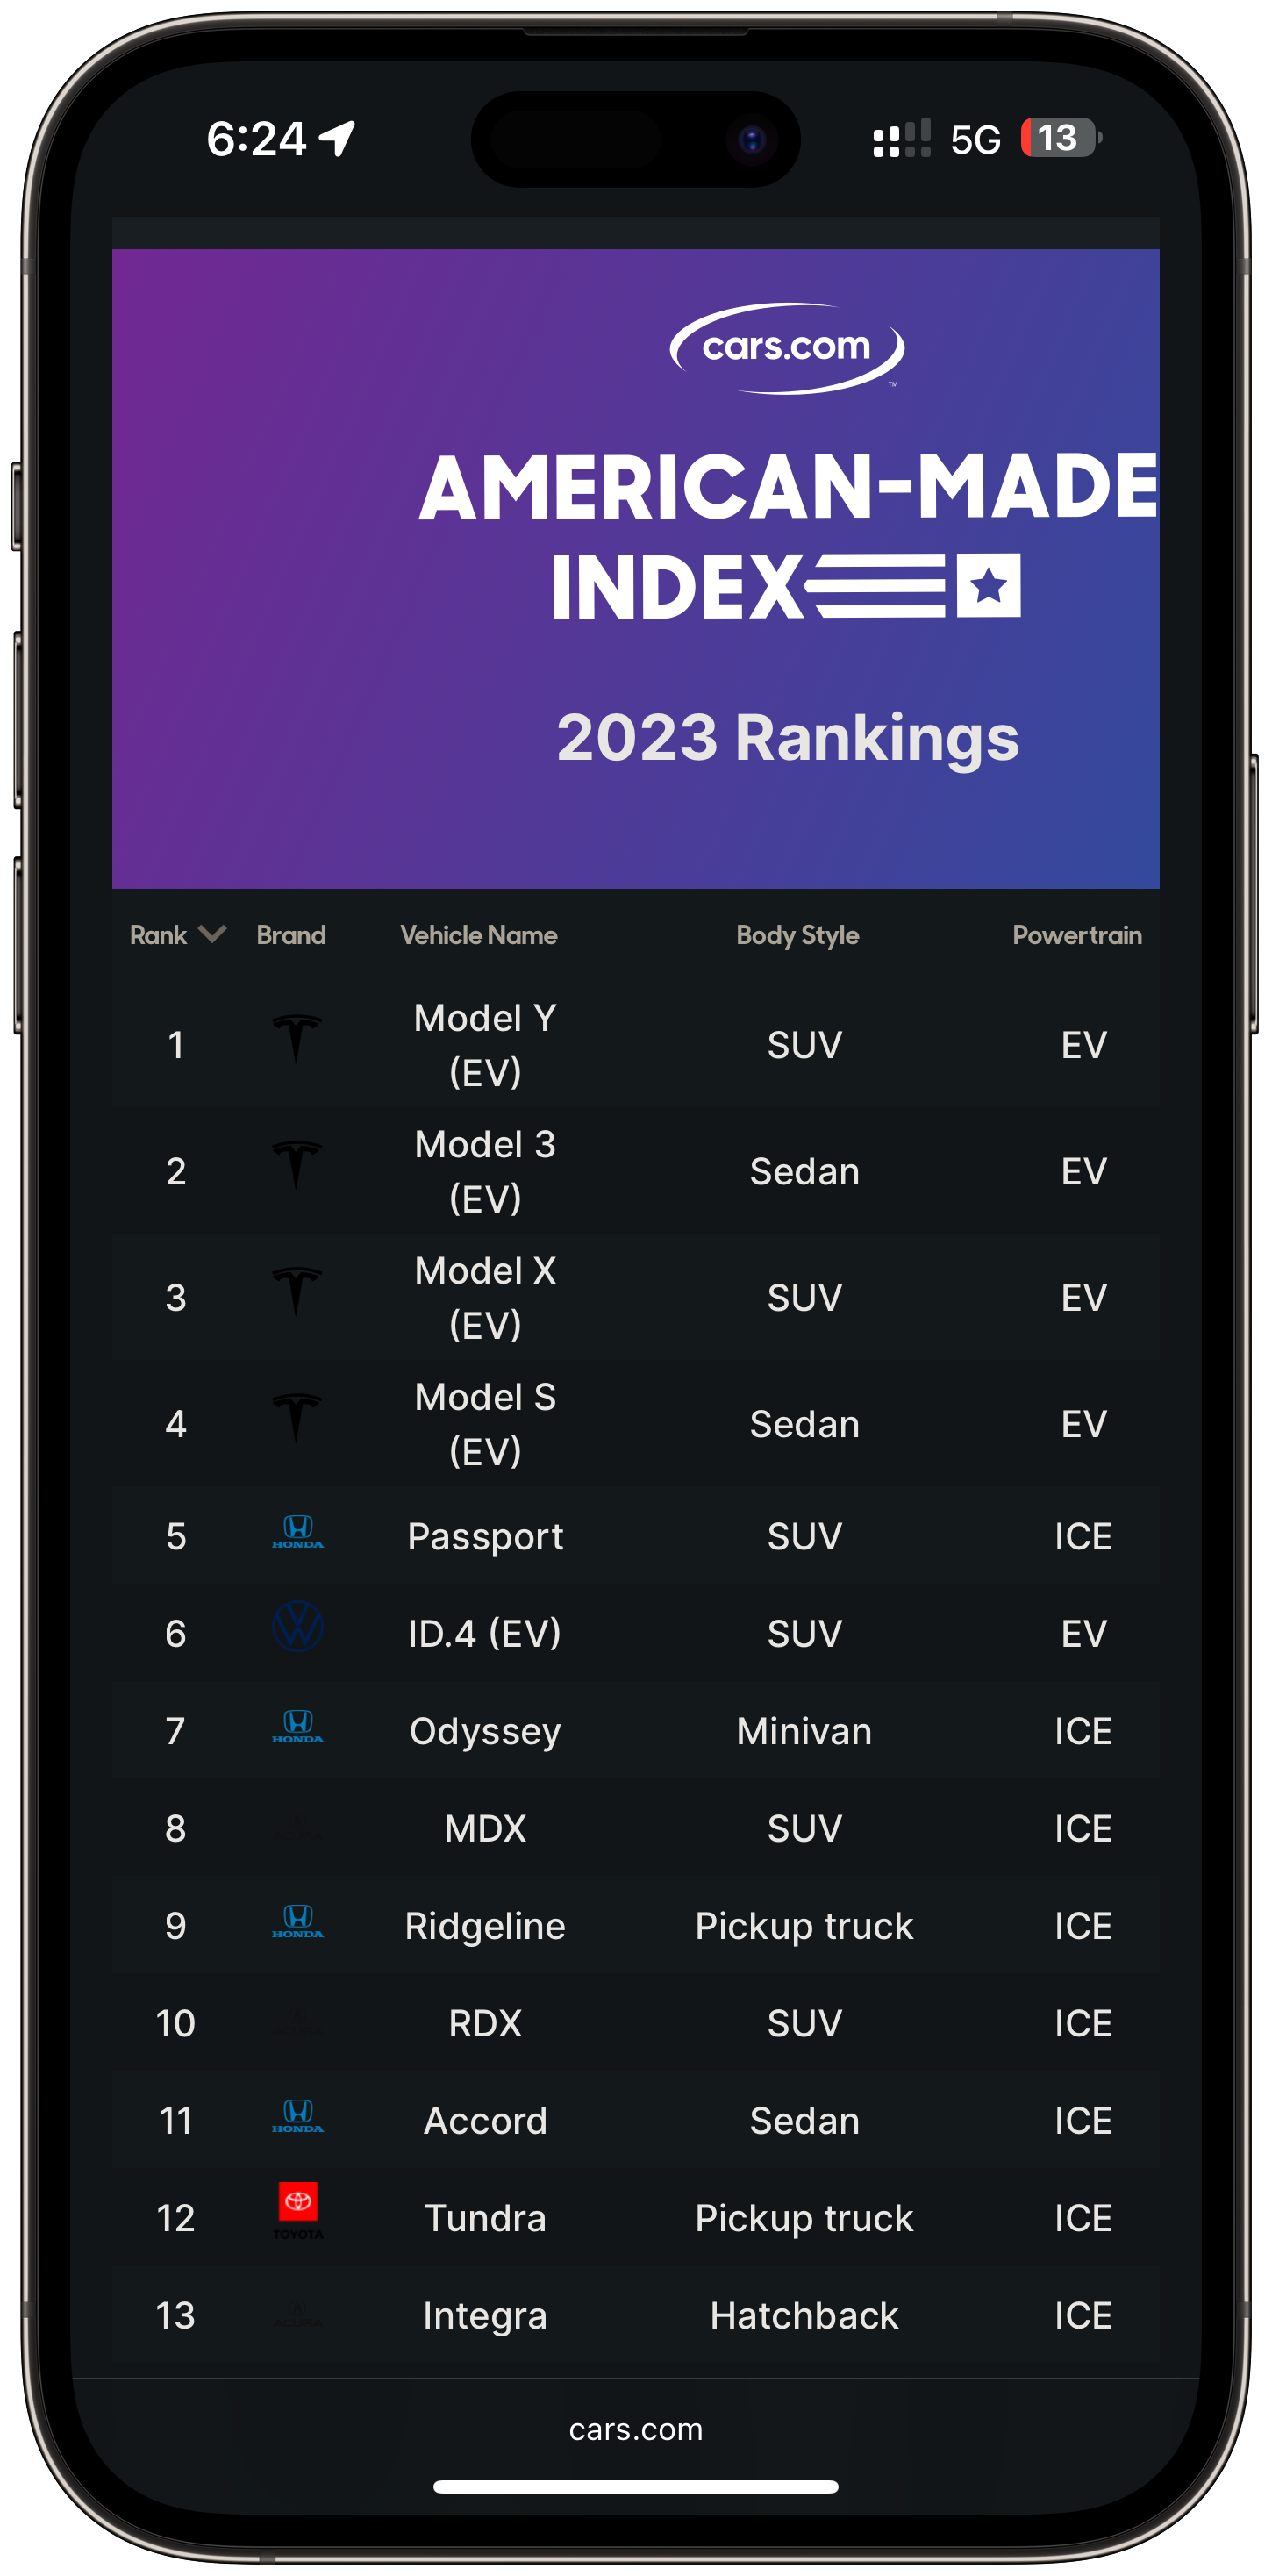 6:24 5G 13
cars.com
TM
AMERICAN-MADE
INDEX
2023 Rankings
Rank Brand Vehicle Name Body Style Powertrain
1 Model Y (EV) SUV EV
2 Model 3 (EV) Sedan EV
3 Model X (EV) SUV EV
4 Model S (EV) Sedan EV
5 HONDA Passport SUV ICE
6 ID.4 (EV) SUV EV
7 HONDA Odyssey Minivan ICE
8 ACURA MDX SUV ICE
9 HONDA Ridgeline Pickup truck ICE
10 ACURA RDX SUV ICE
11 HONDA Accord Sedan ICE
12 TOYOTA Tundra Pickup truck ICE
13 ACURA Integra Hatchback ICE
cars.com